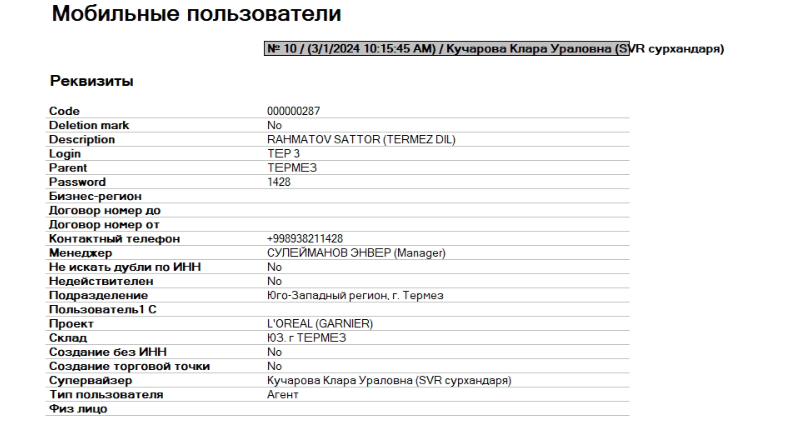 Мобильные пользователи
№ 10 / (3/1/2024 10:15:45 AM) / Кучарова Клара Ураловна (SVR сурхандаря)
Реквизиты
Code 000000287
Deletion mark No
Description RAHMATOV SATTOR (TERMEZ DIL)
Login ТЕР 3
Parent ТЕРМЕЗ
Password 1428
Бизнес-регион
Договор номер до
Договор номер от
Контактный телефон +998938211428
Менеджер СУЛЕЙМАНОВ ЭНВЕР (Manager)
Не искать дубли по ИНН No
Недействителен No
Подразделение Юго-Западный регион, г. Термез
Пользователь1 С
Проект L'OREAL (GARNIER)
Склад ЮЗ. г ТЕРМЕЗ
Создание без ИНН No
Создание торговой точки No
Супервайзер Кучарова Клара Ураловна (SVR сурхандаря)
Тип пользователя Агент
Физ лицо